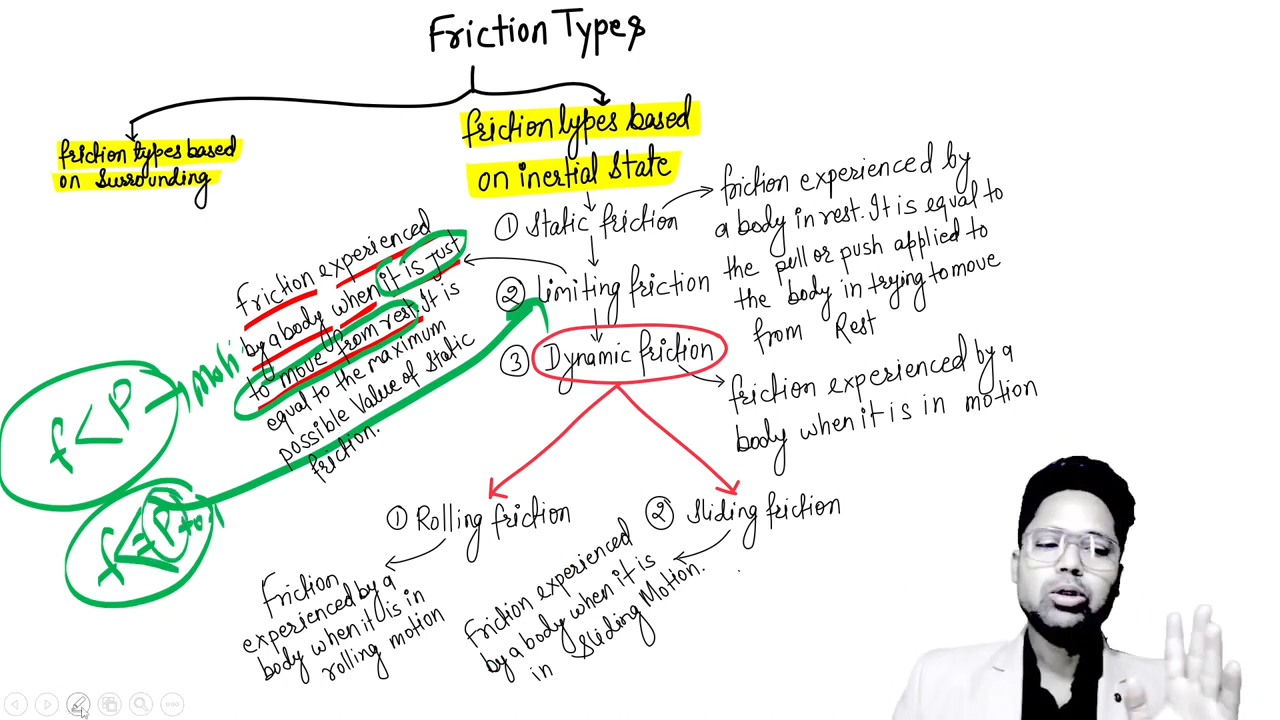 Friction Types
friction types based
on Surrounding
friction types based
on inertial State
① Static friction
friction experienced by
a body in rest. It is equal to
the pull or push applied to
the body in trying to move
from Rest
② limiting friction
friction experienced
by a body when it is just
to move from rest. It is
equal to the maximum
possible Value of Static
friction.
③ Dynamic friction
friction experienced by a
body when it is in motion
f < P
① Rolling friction
Friction
experienced by a
body when it is in
rolling motion
② Sliding friction
Friction experienced
by a body when it is
in Sliding Motion.